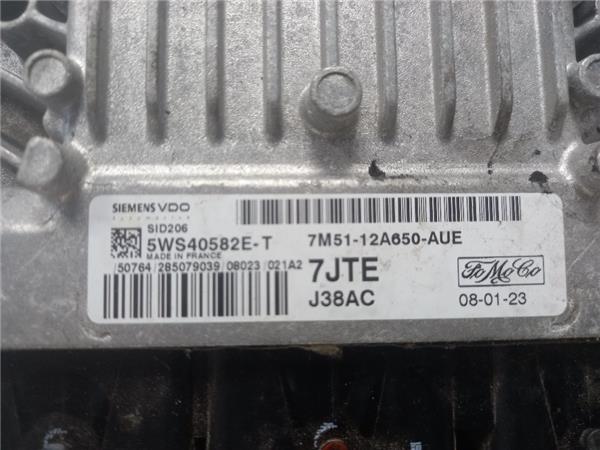 SIEMENS VDO
Automotive
SID206
5WS40582E-T
MADE IN FRANCE
7M51-12A650-AUE
/50764/285079039/08023/021A2
7JTE
J38AC
FoMoCo
08-01-23